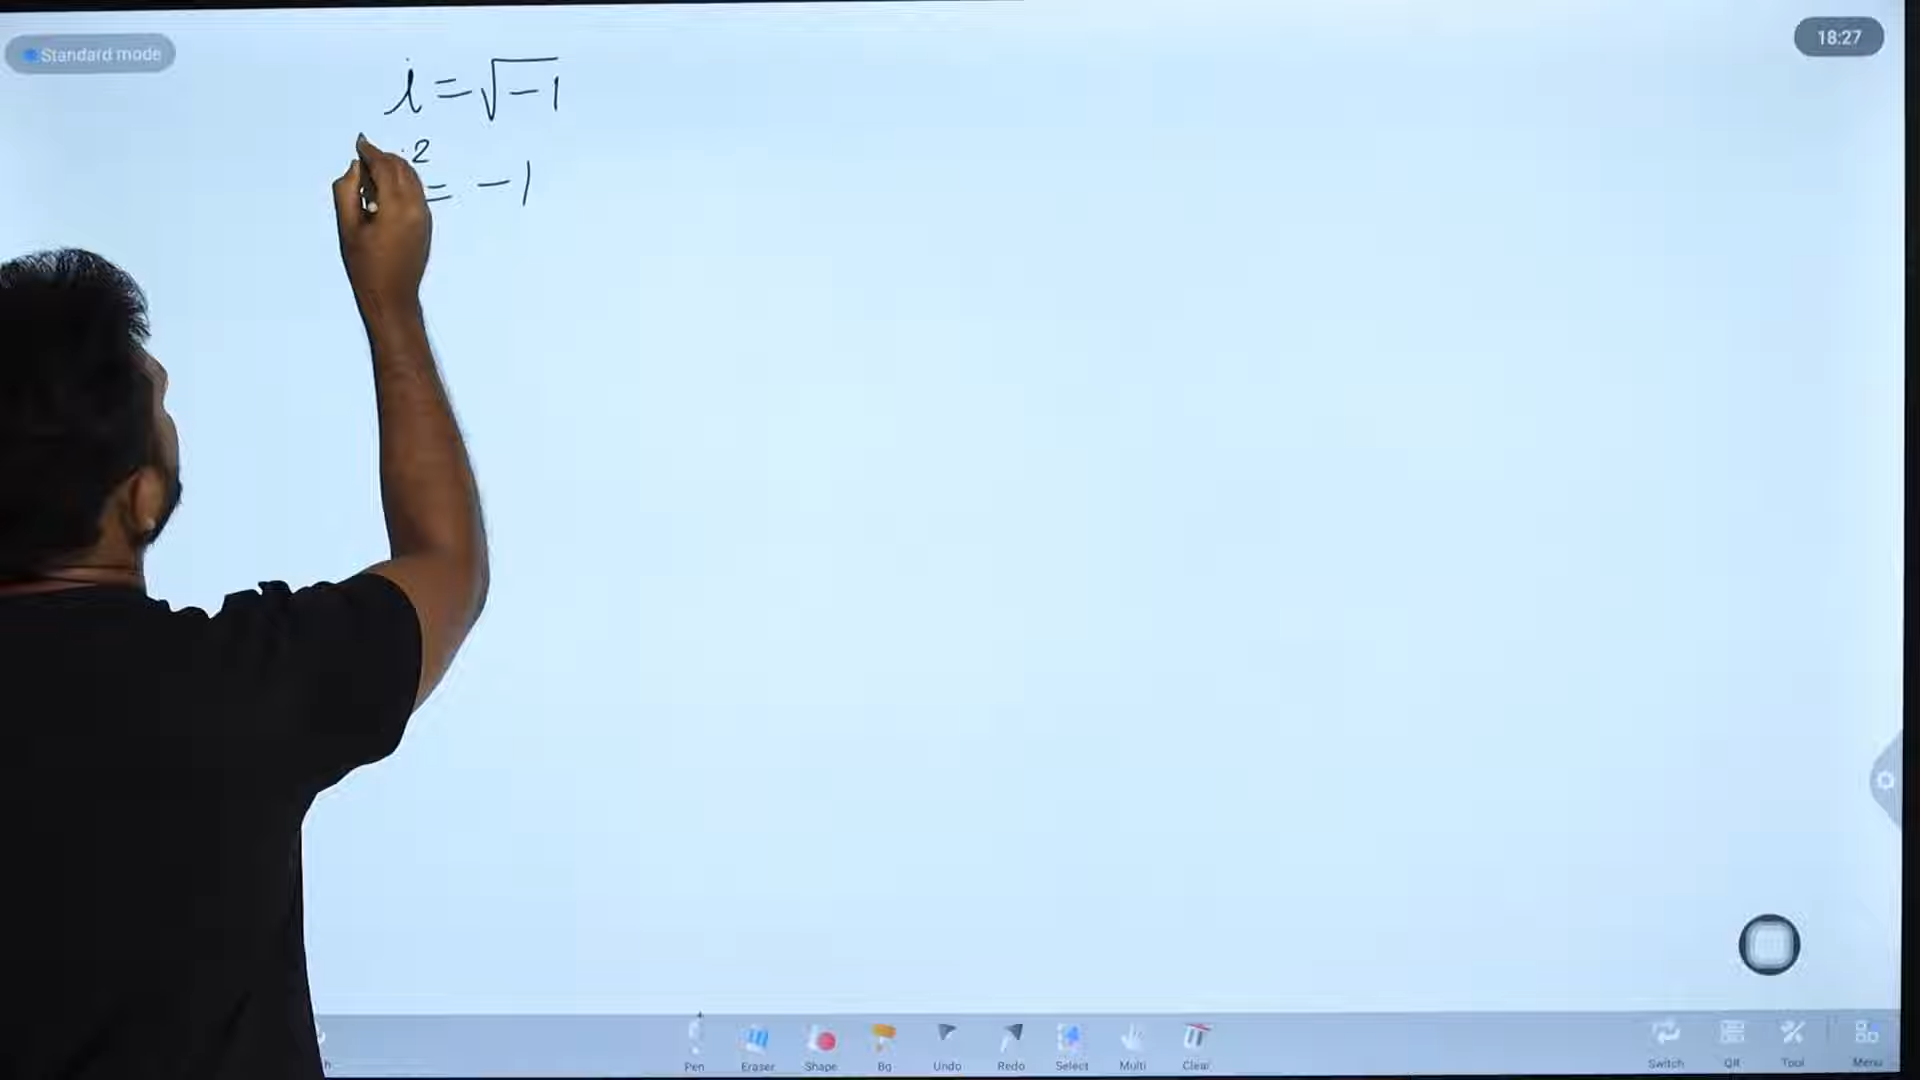 Standard mode
18:27
i = √-1
² = -1
Pen Eraser Shape Bg Undo Redo Select Multi Clear Switch QR Tool Menu